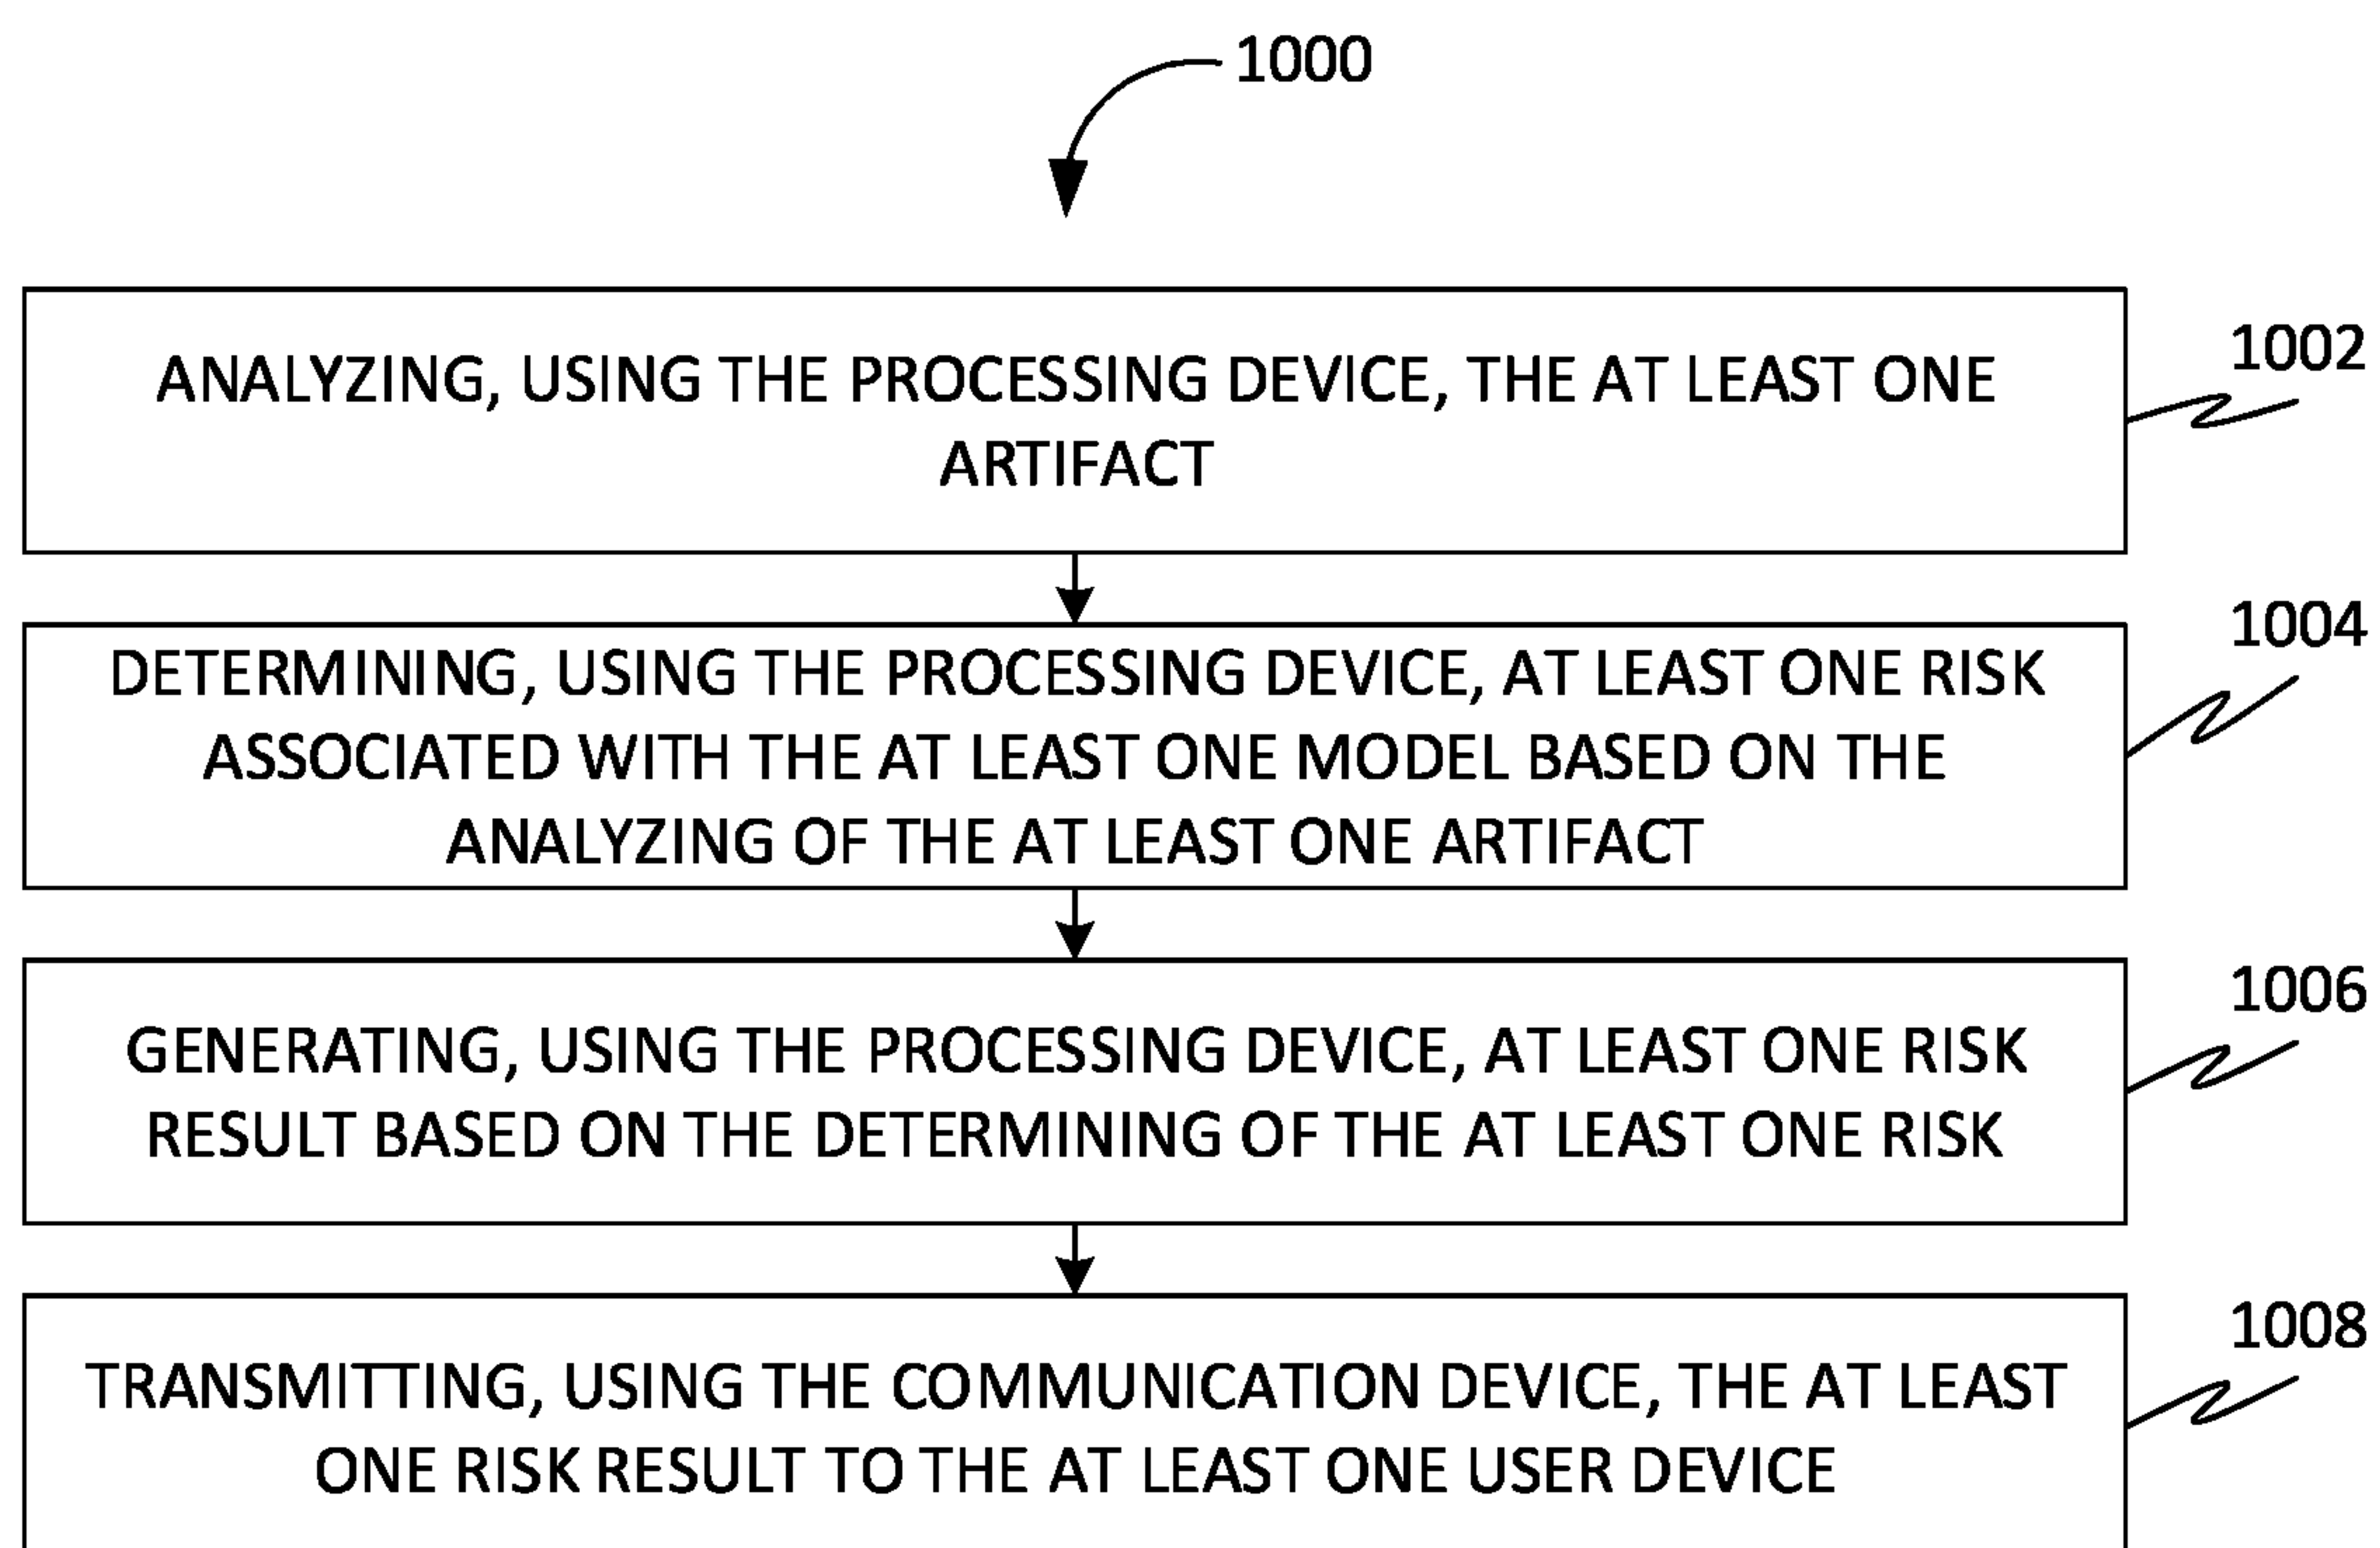 1000
1002
ANALYZING, USING THE PROCESSING DEVICE, THE AT LEAST ONE
ARTIFACT
1004
DETERMINING, USING THE PROCESSING DEVICE, AT LEAST ONE RISK
ASSOCIATED WITH THE AT LEAST ONE MODEL BASED ON THE
ANALYZING OF THE AT LEAST ONE ARTIFACT
1006
GENERATING, USING THE PROCESSING DEVICE, AT LEAST ONE RISK
RESULT BASED ON THE DETERMINING OF THE AT LEAST ONE RISK
1008
TRANSMITTING, USING THE COMMUNICATION DEVICE, THE AT LEAST
ONE RISK RESULT TO THE AT LEAST ONE USER DEVICE